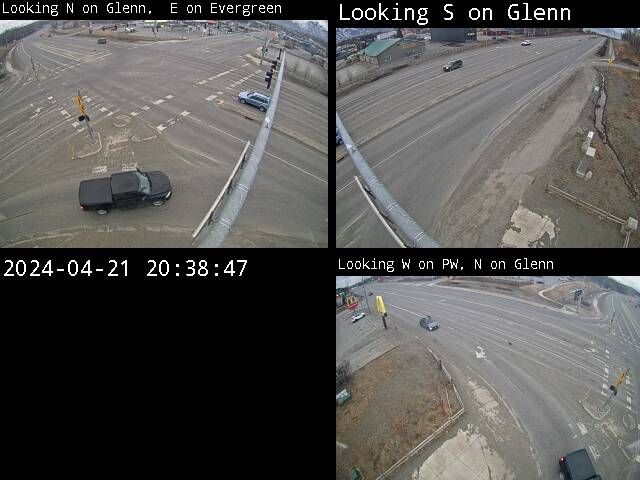 Looking N on Glenn,  E on Evergreen
Looking S on Glenn
2024-04-21 20:38:47
Looking W on PW, N on Glenn